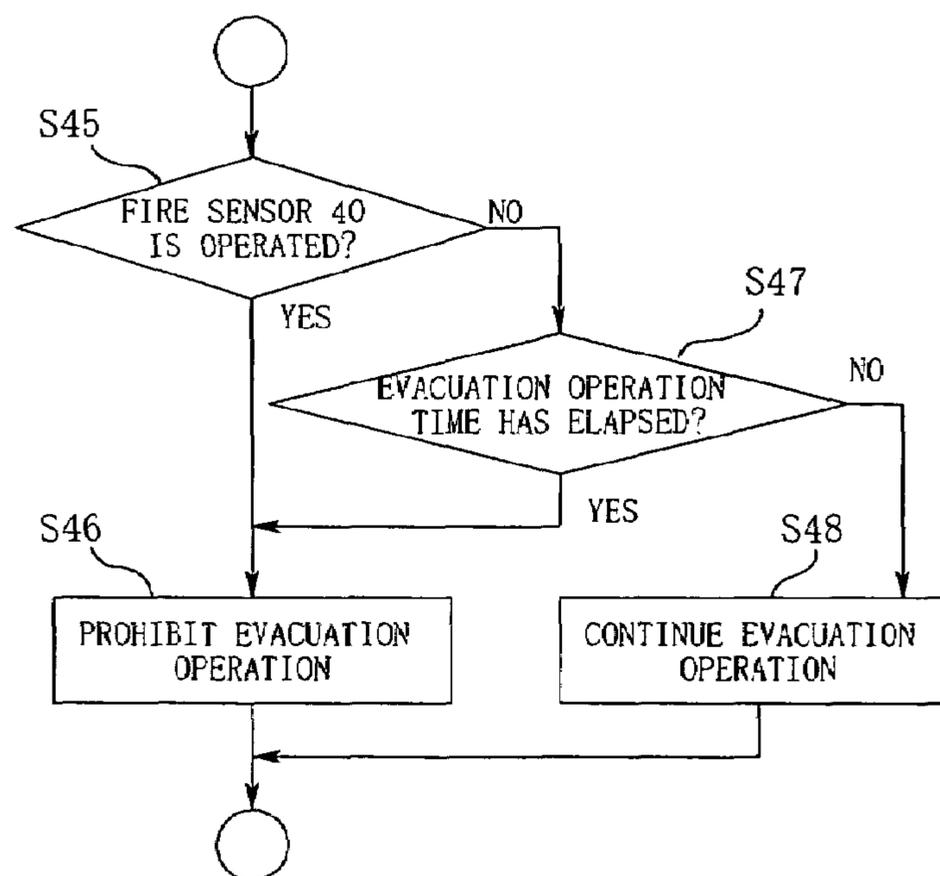 S45
FIRE SENSOR 40
IS OPERATED?
NO
YES
S47
EVACUATION OPERATION
TIME HAS ELAPSED?
NO
YES
S46
PROHIBIT EVACUATION
OPERATION
S48
CONTINUE EVACUATION
OPERATION